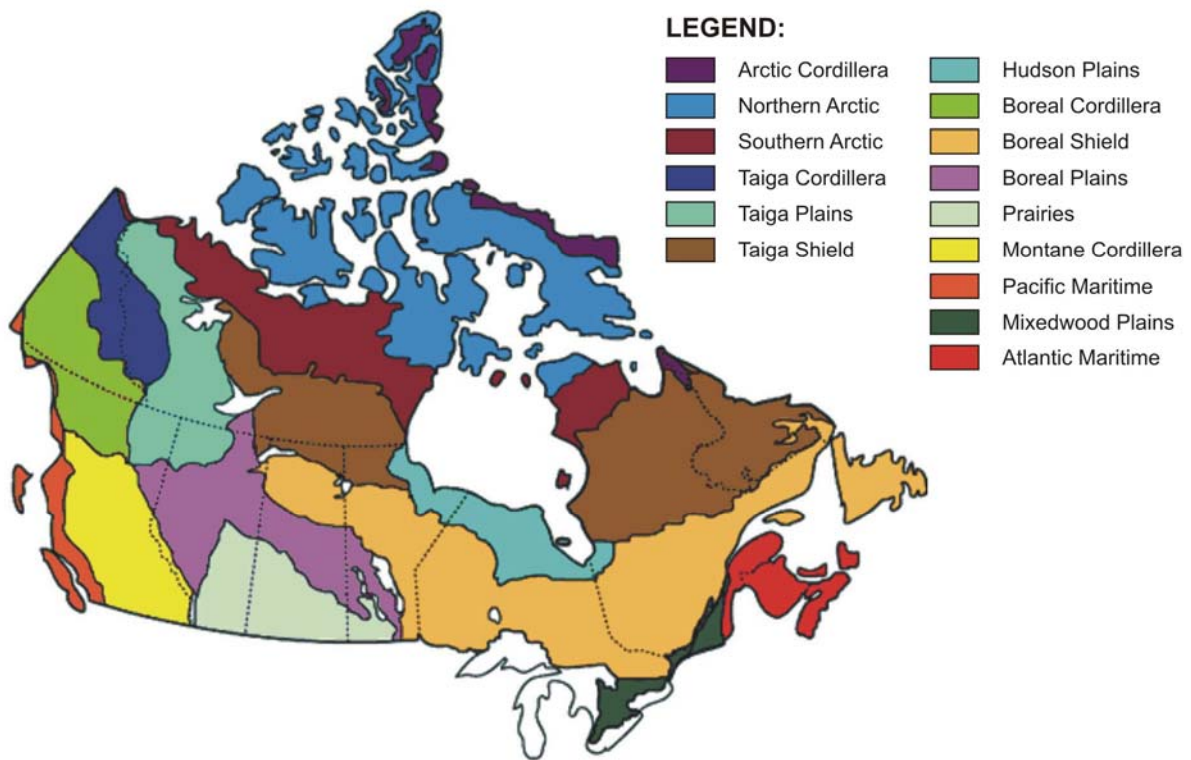 LEGEND:
Arctic Cordillera
Northern Arctic
Southern Arctic
Taiga Cordillera
Taiga Plains
Taiga Shield
Hudson Plains
Boreal Cordillera
Boreal Shield
Boreal Plains
Prairies
Montane Cordillera
Pacific Maritime
Mixedwood Plains
Atlantic Maritime